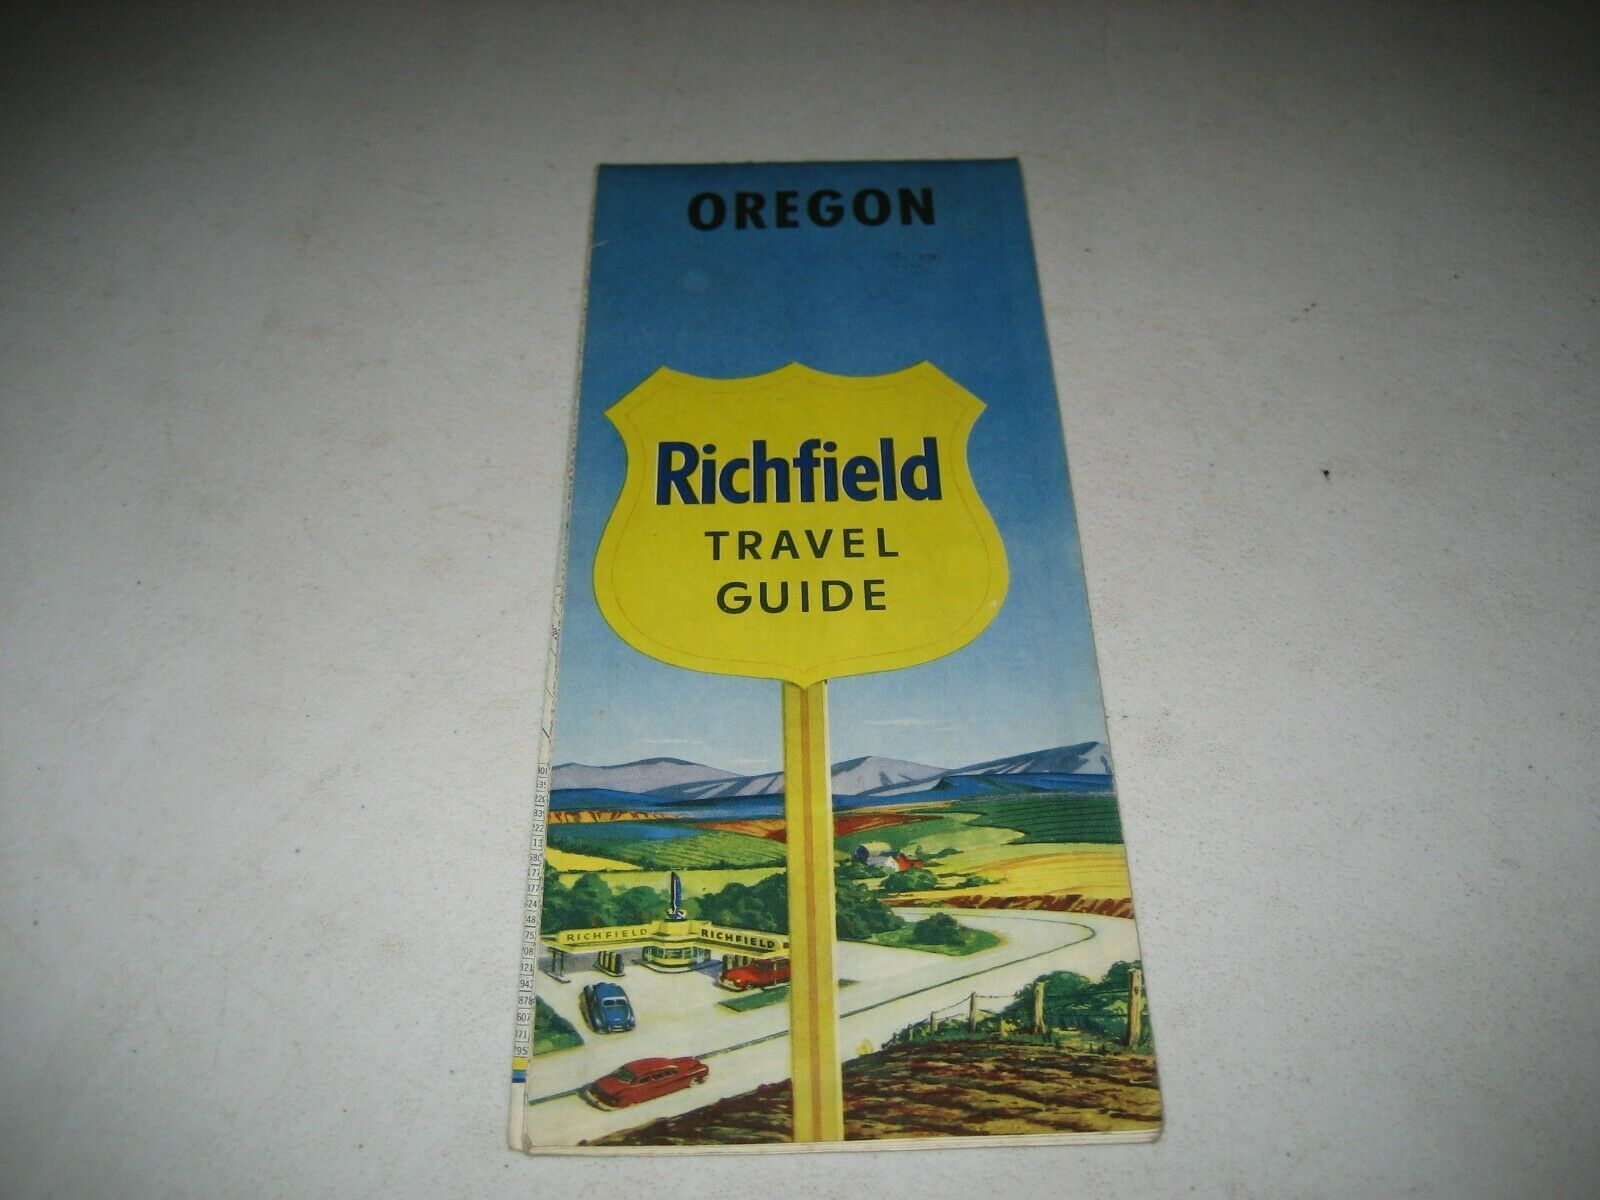 OREGON
Richfield
TRAVEL
GUIDE
RICHFIELD RICHFIELD